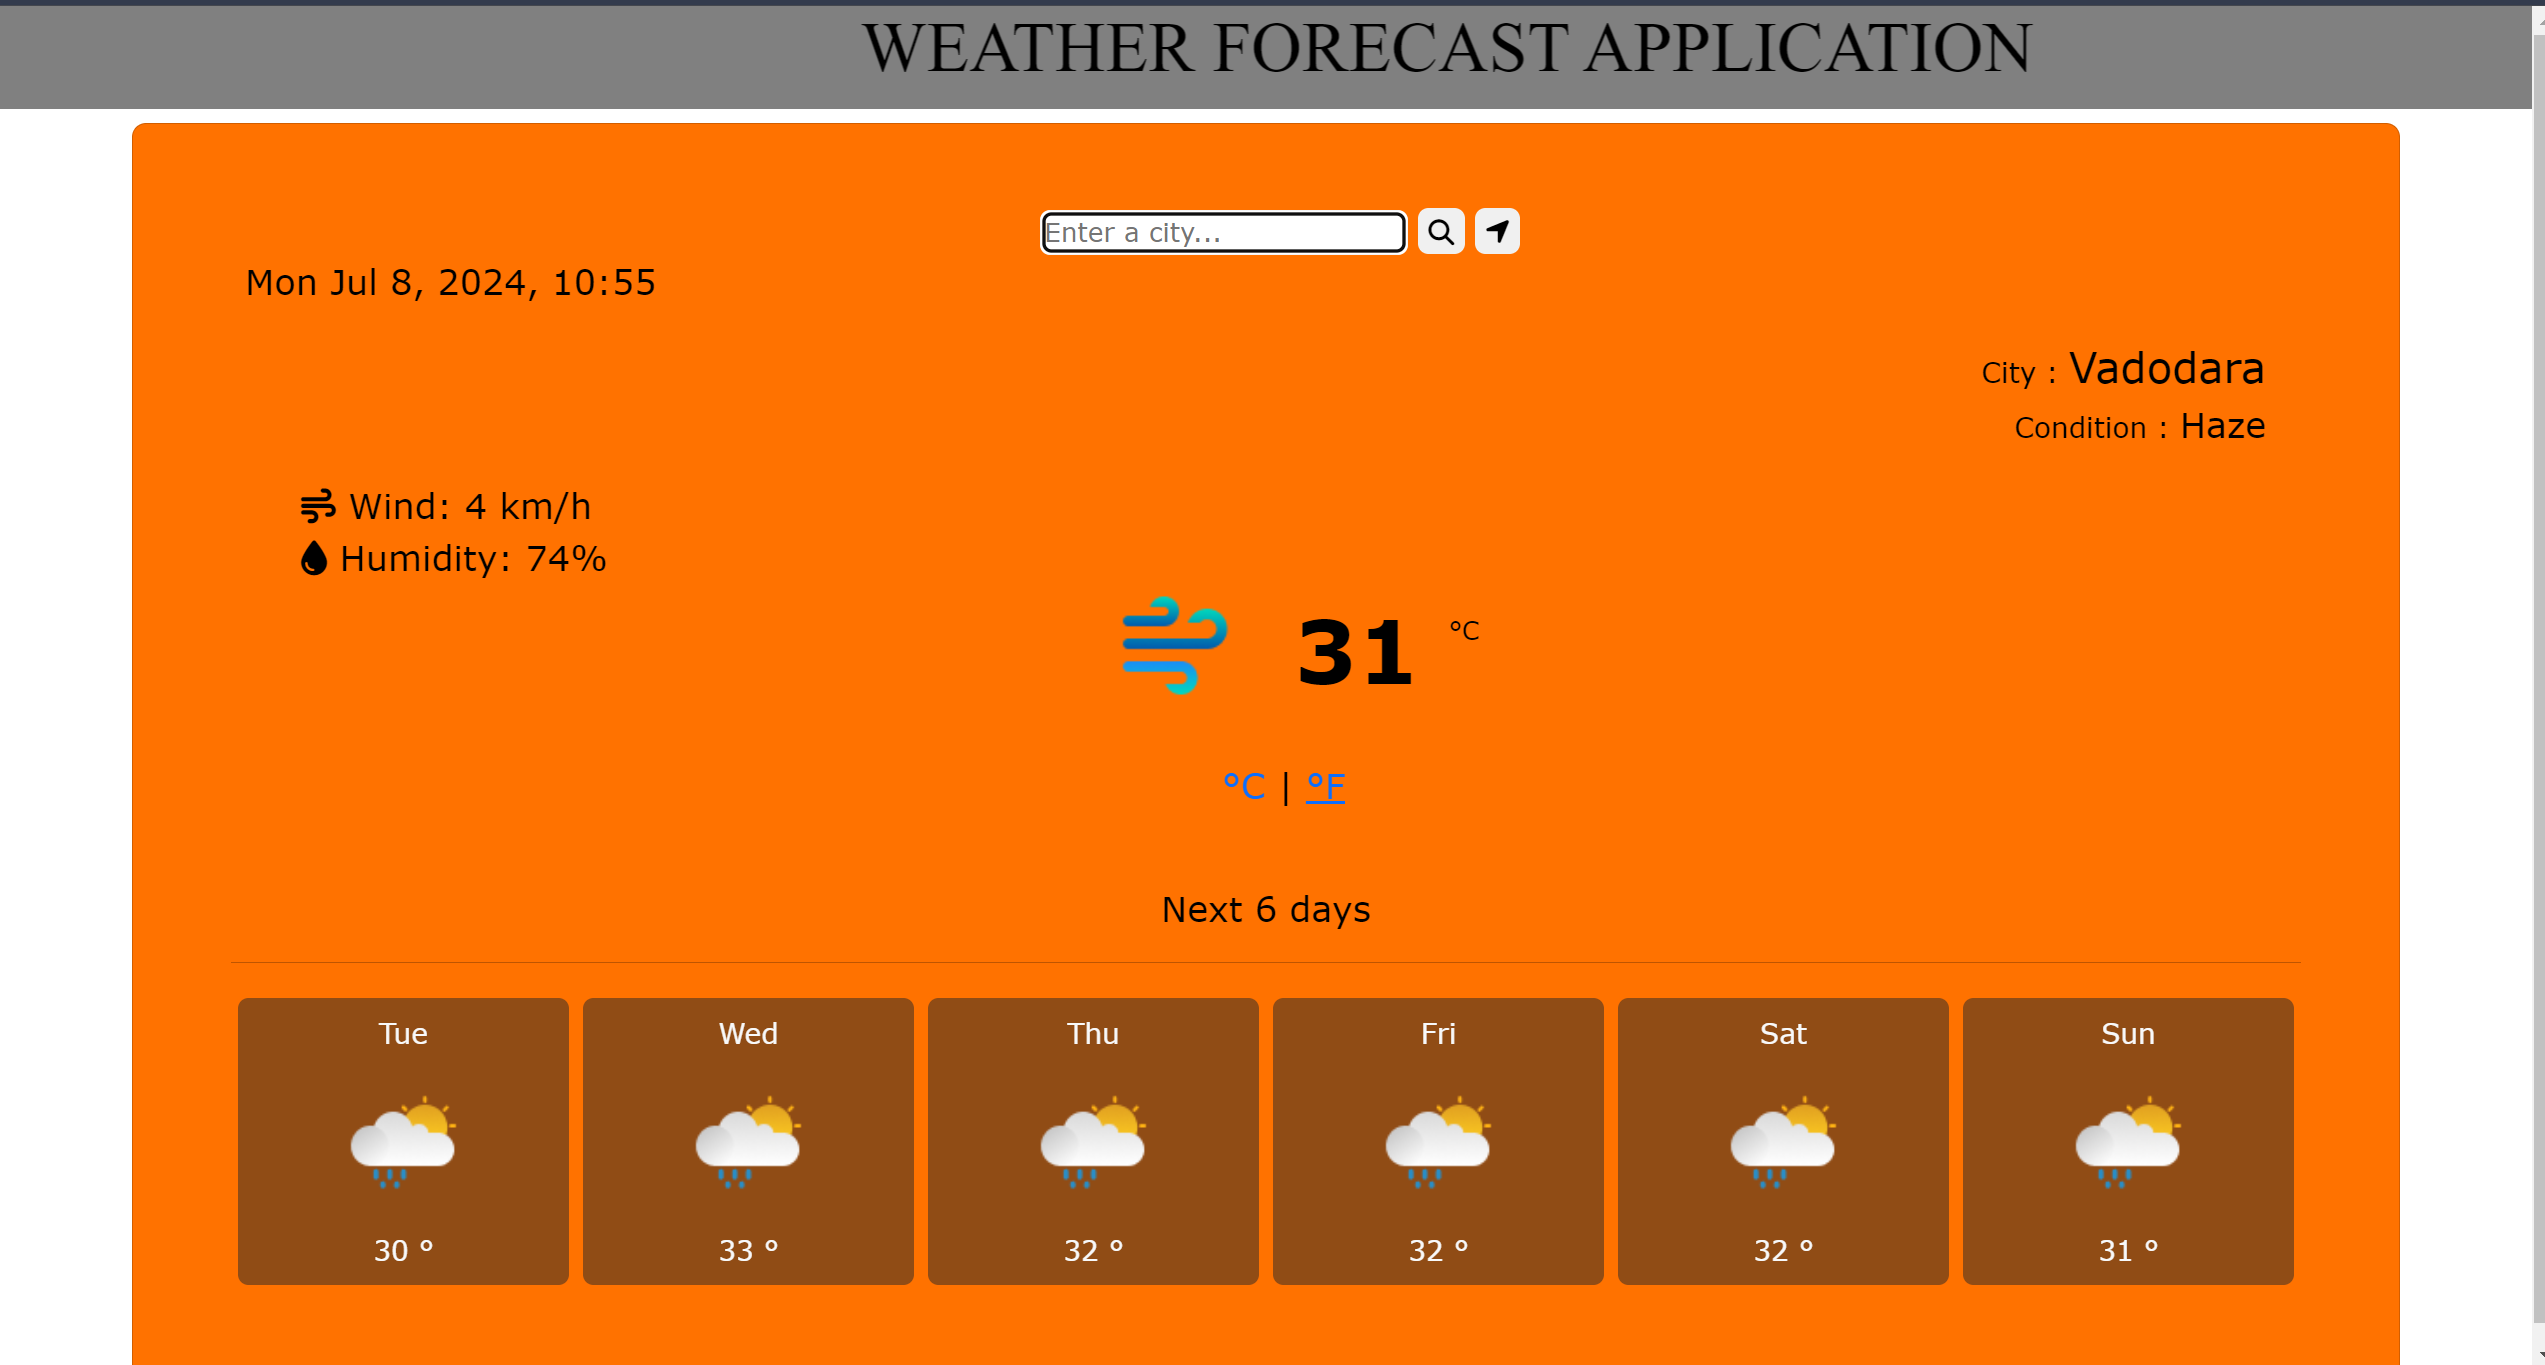 WEATHER FORECAST APPLICATION
Enter a city...
Mon Jul 8, 2024, 10:55
City : Vadodara
Condition : Haze
Wind: 4 km/h
Humidity: 74%
31 °C
°C | °F
Next 6 days
Tue Wed Thu Fri Sat Sun
30 ° 33 ° 32 ° 32 ° 32 ° 31 °